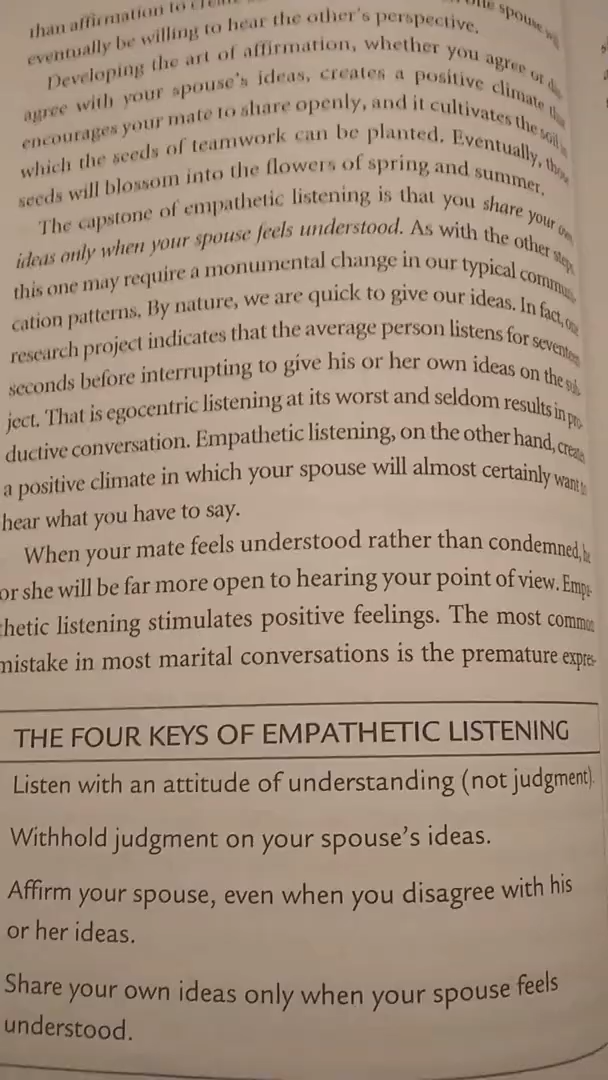 than affirmation to
eventually be willing to hear the other's perspective.
Developing the art of affirmation, whether you agree or
agree with your spouse's ideas, creates a positive climate
encourages your mate to share openly, and it cultivates the soil
which the seeds of teamwork can be planted. Eventually,
seeds will blossom into the flowers of spring and summer.
The capstone of empathetic listening is that you share your
ideas only when your spouse feels understood. As with the other
this one may require a monumental change in our typical
cation patterns. By nature, we are quick to give our ideas. In fact,
research project indicates that the average person listens for
seconds before interrupting to give his or her own ideas on the
ject. That is egocentric listening at its worst and seldom results in pro-
ductive conversation. Empathetic listening, on the other hand,
a positive climate in which your spouse will almost certainly want
hear what you have to say.
When your mate feels understood rather than condemned,
or she will be far more open to hearing your point of view. Empa-
thetic listening stimulates positive feelings. The most common
mistake in most marital conversations is the premature expres-
THE FOUR KEYS OF EMPATHETIC LISTENING
Listen with an attitude of understanding (not judgment).
Withhold judgment on your spouse's ideas.
Affirm your spouse, even when you disagree with his
or her ideas.
Share your own ideas only when your spouse feels
understood.